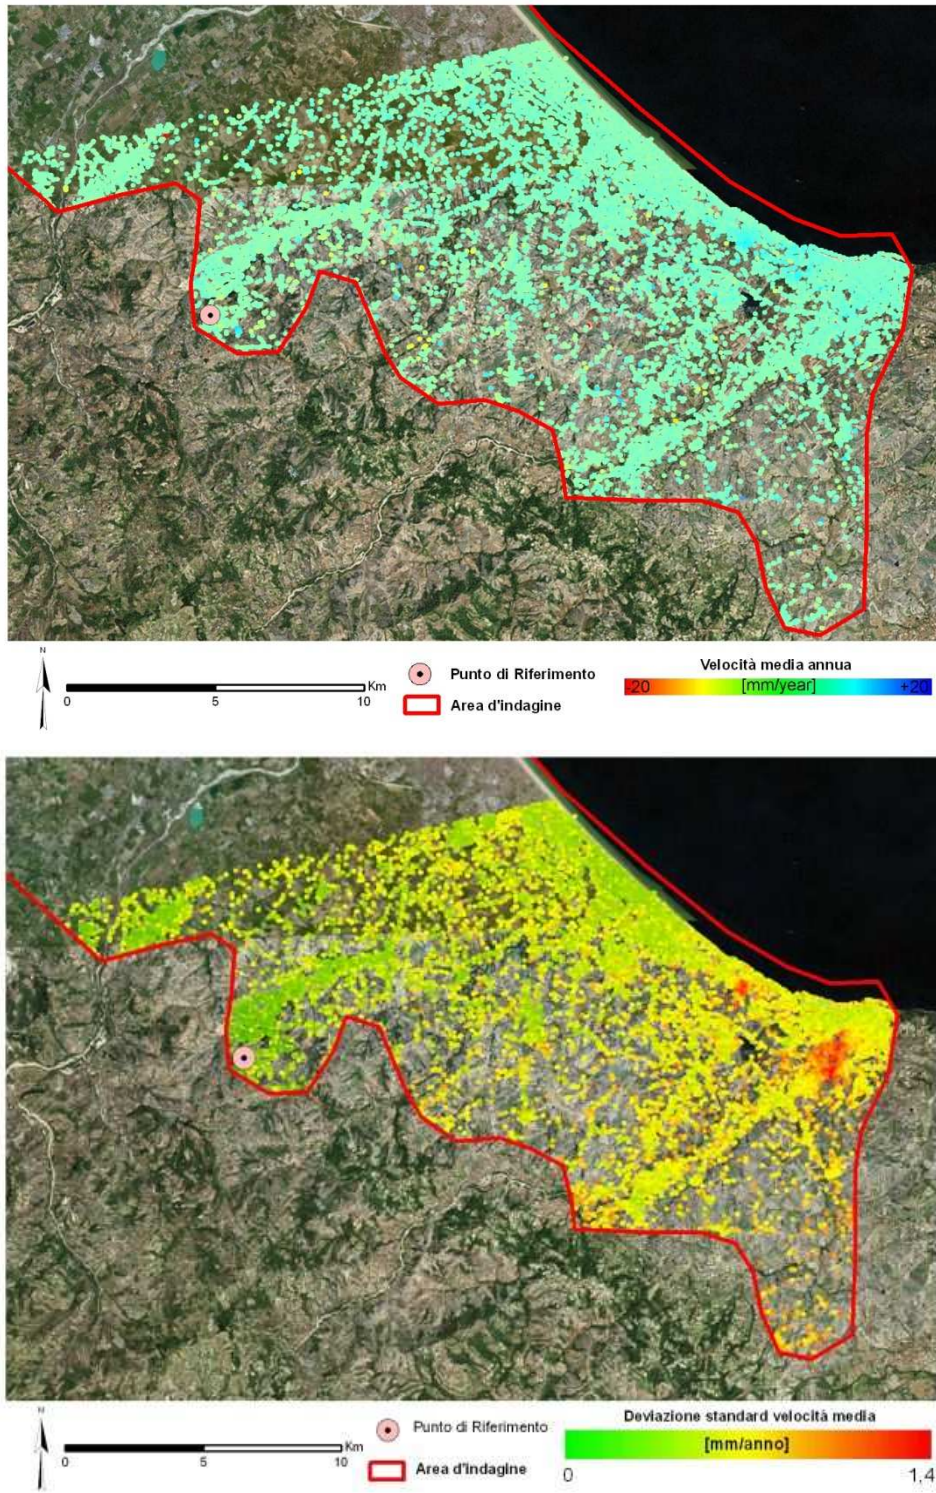 N
0
5
10
Km
Punto di Riferimento
Area d'indagine
Velocità media annua
-20 [mm/year] +20
N
0
5
10
Km
Punto di Riferimento
Area d'indagine
Deviazione standard velocità media
[mm/anno]
0
1,4